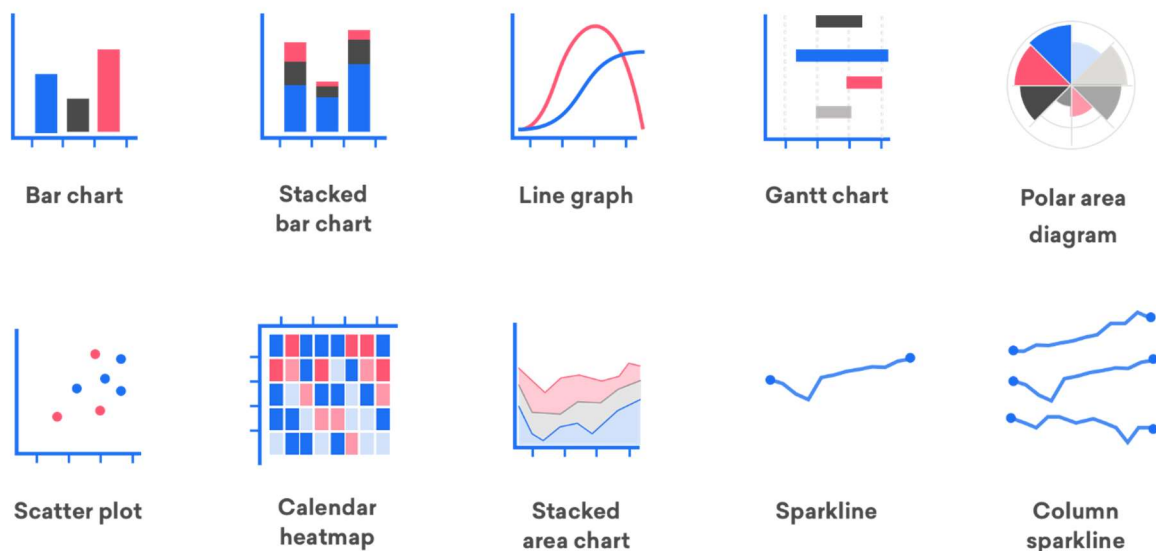 Bar chart
Stacked
bar chart
Line graph
Gantt chart
Polar area
diagram
Scatter plot
Calendar
heatmap
Stacked
area chart
Sparkline
Column
sparkline